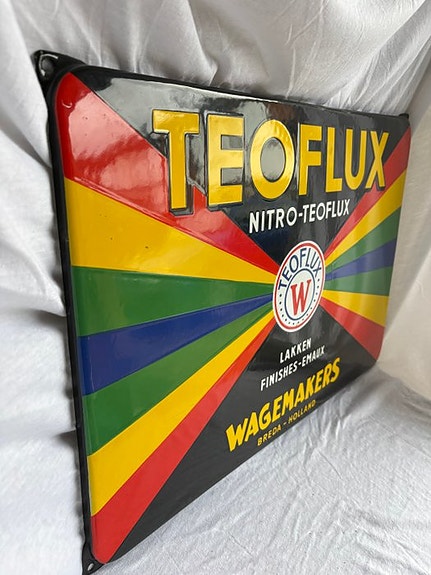 TEOFLUX
NITRO-TEOFLUX
TEOFLUX
W
LAKKEN
FINISHES-EMAUX
WAGEMAKERS
BREDA - HOLLAND